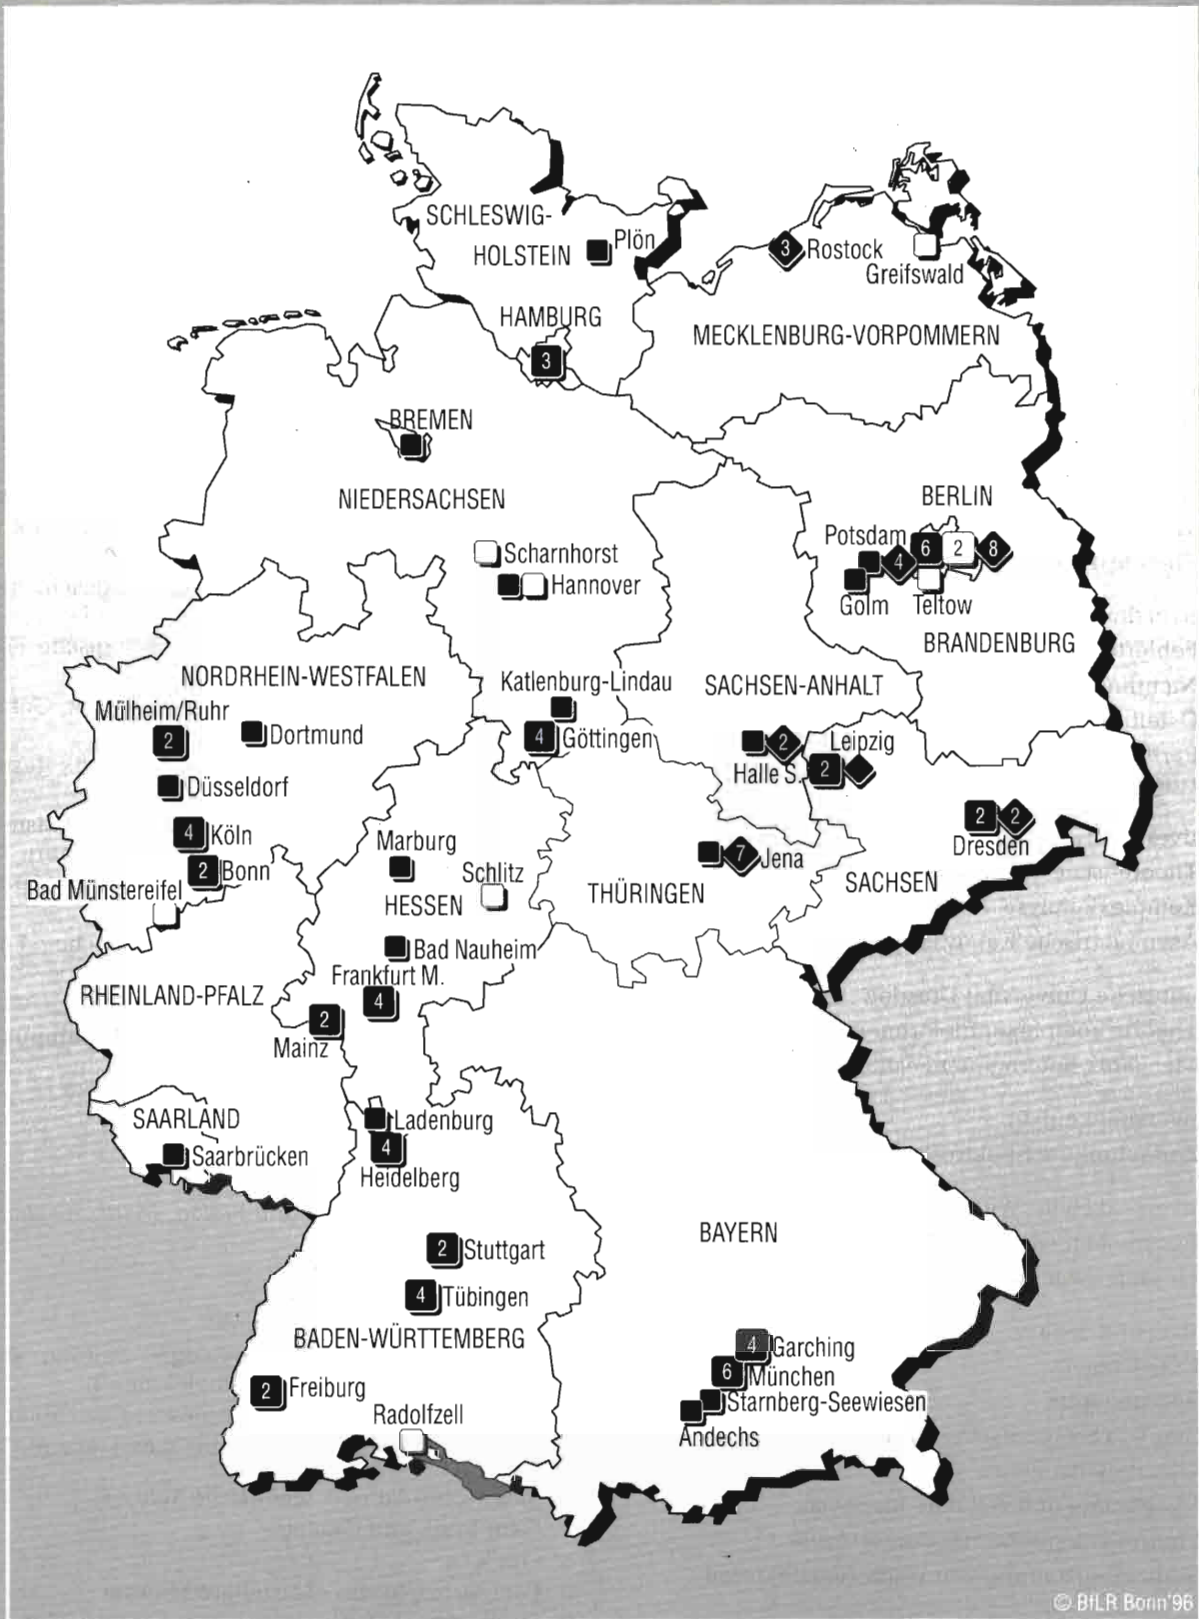 SCHLESWIG-
HOLSTEIN
Plön
3
Rostock
Greifswald
HAMBURG
3
MECKLENBURG-VORPOMMERN
BREMEN
NIEDERSACHSEN
BERLIN
Potsdam
4
6
2
8
Golm
Teltow
BRANDENBURG
Scharnhorst
Hannover
NORDRHEIN-WESTFALEN
Katlenburg-Lindau
SACHSEN-ANHALT
Mülheim/Ruhr
2
Dortmund
4
Göttingen
2
Halle S.
Leipzig
2
Düsseldorf
4
Köln
2
2
Dresden
Marburg
7
Jena
2
Bonn
Schlitz
Bad Münstereifel
HESSEN
THÜRINGEN
SACHSEN
Bad Nauheim
Frankfurt M.
4
RHEINLAND-PFALZ
2
Mainz
SAARLAND
Ladenburg
4
Heidelberg
Saarbrücken
BAYERN
2
Stuttgart
4
Tübingen
BADEN-WÜRTTEMBERG
4
Garching
6
München
2
Freiburg
Starnberg-Seewiesen
Radolfzell
Andechs
© BfLR Bonn'96